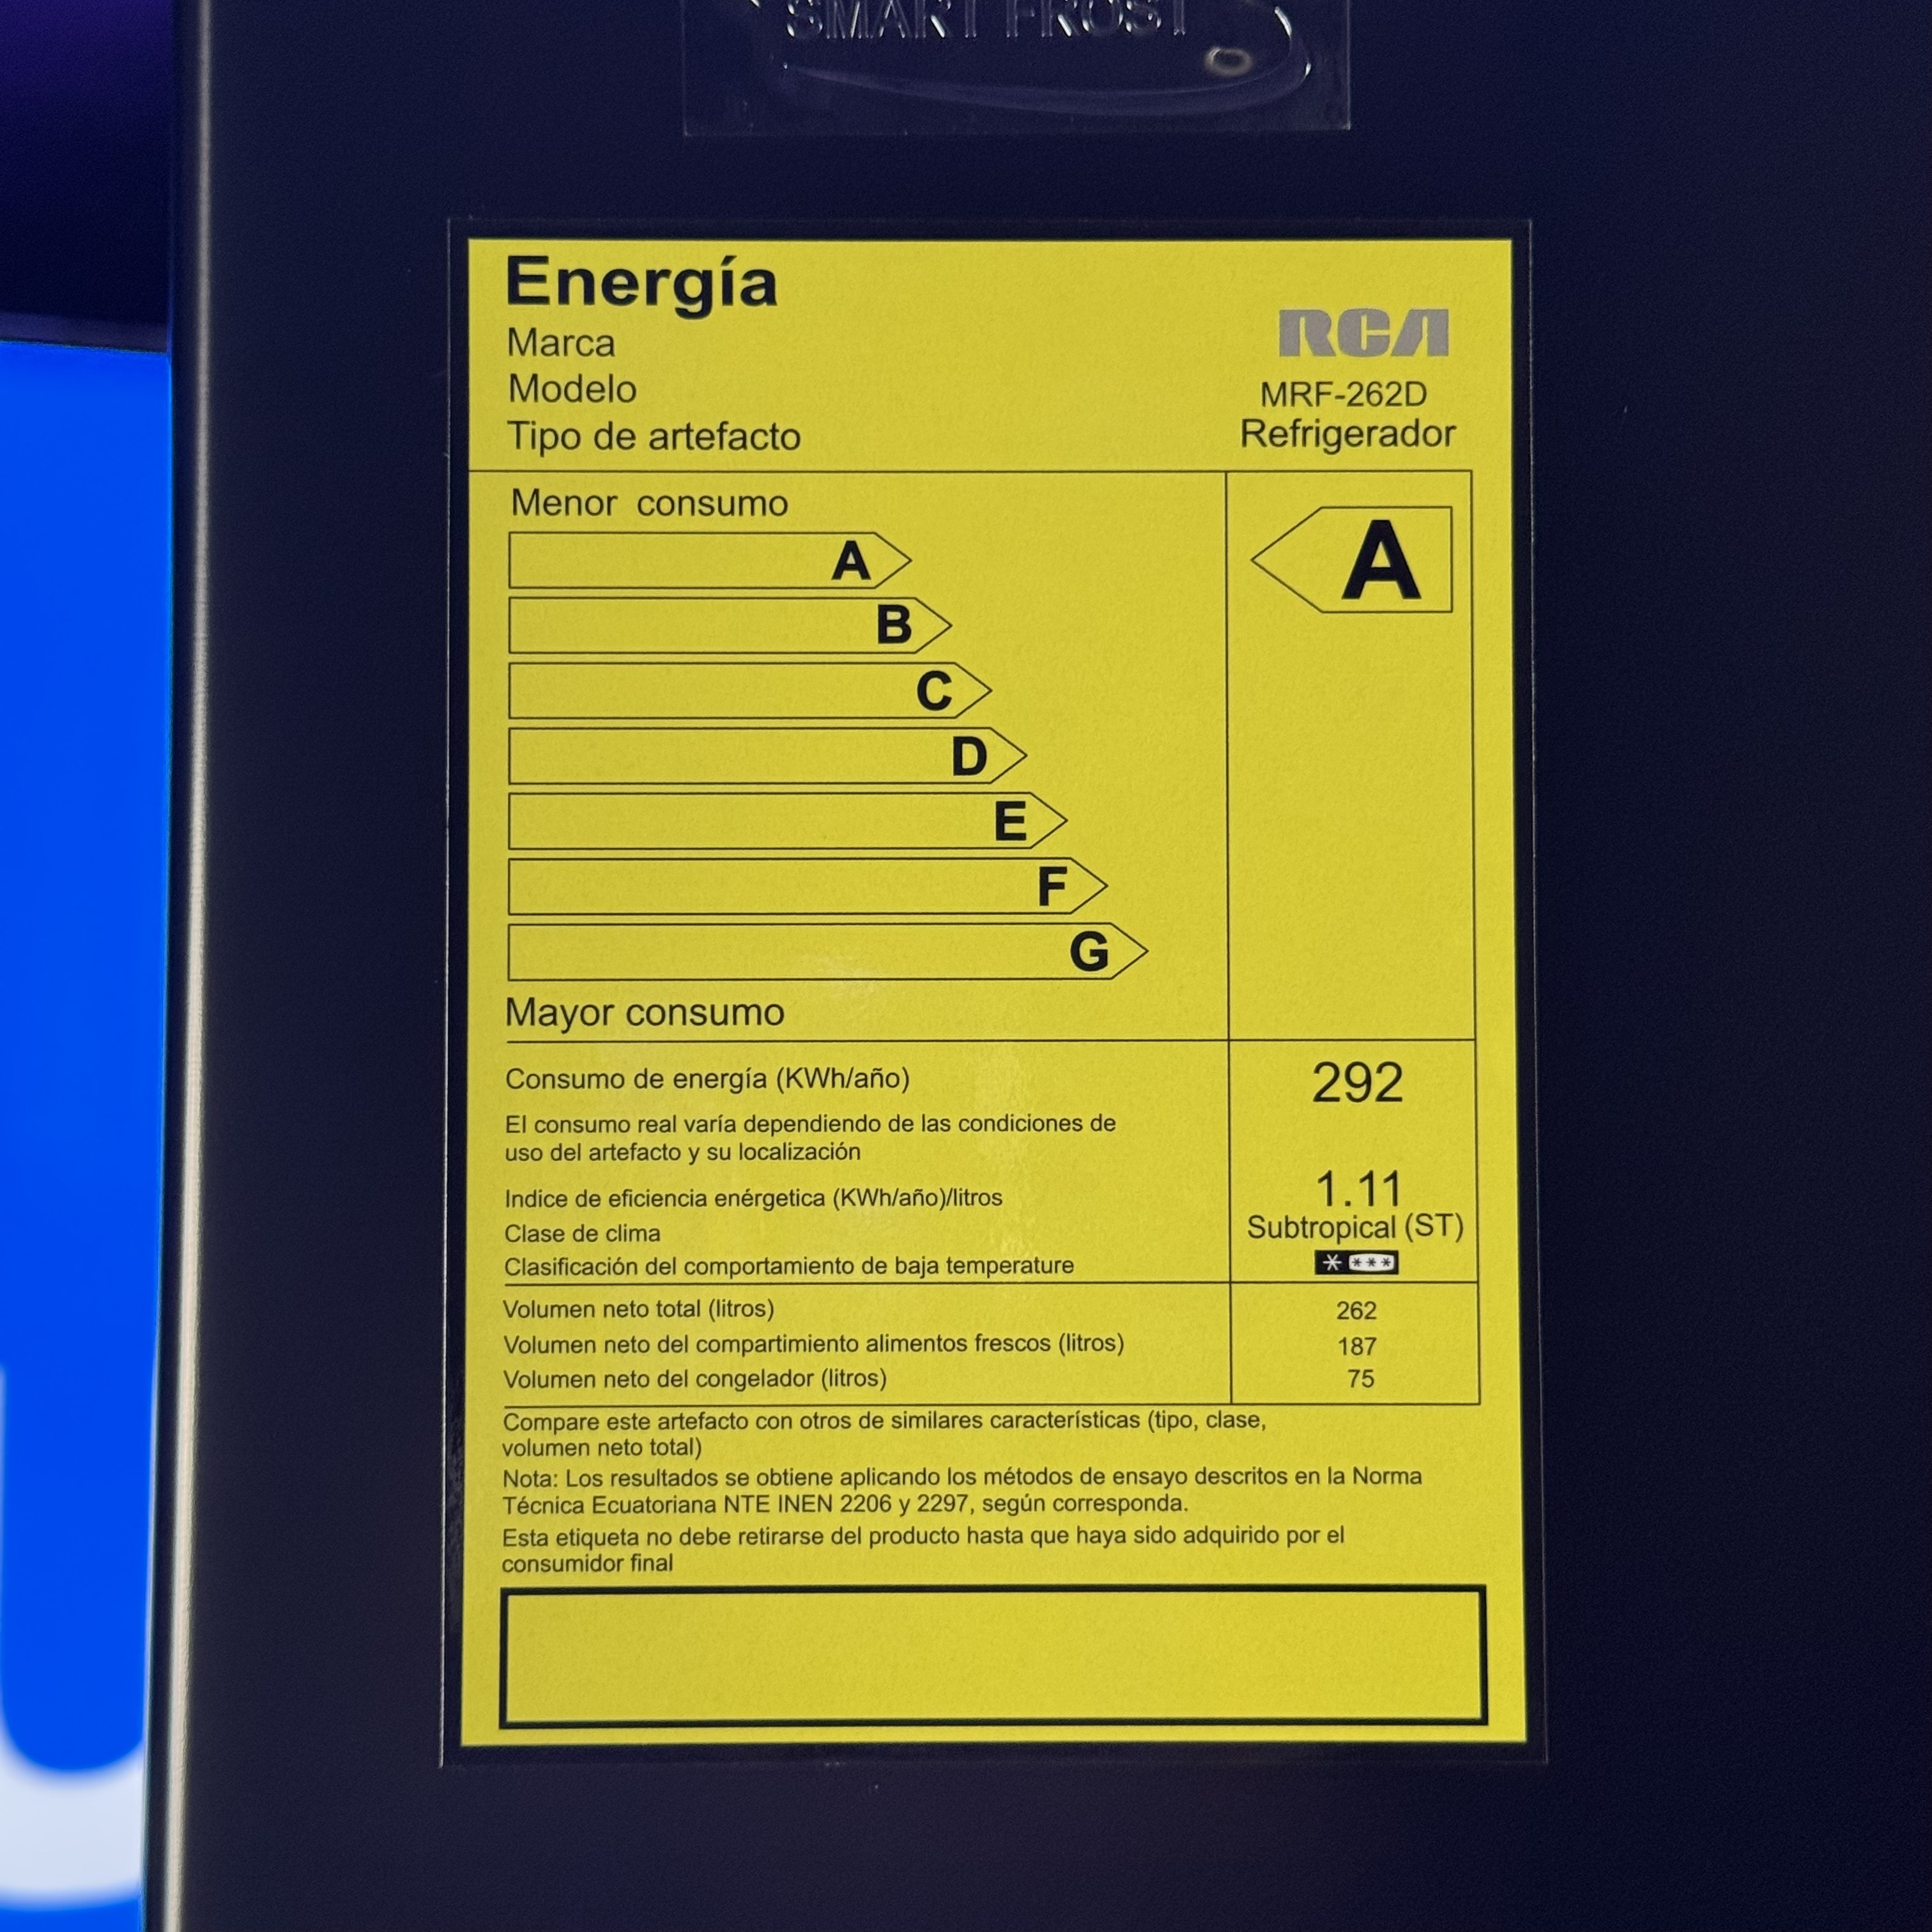 SMART FROST
Energía
Marca RCA
Modelo MRF-262D
Tipo de artefacto Refrigerador
Menor consumo
A A
B
C
D
E
F
G
Mayor consumo
Consumo de energía (KWh/año) 292
El consumo real varía dependiendo de las condiciones de
uso del artefacto y su localización
Indice de eficiencia enérgetica (KWh/año)/litros 1.11
Clase de clima Subtropical (ST)
Clasificación del comportamiento de baja temperature * ***
Volumen neto total (litros) 262
Volumen neto del compartimiento alimentos frescos (litros) 187
Volumen neto del congelador (litros) 75
Compare este artefacto con otros de similares características (tipo, clase,
volumen neto total)
Nota: Los resultados se obtiene aplicando los métodos de ensayo descritos en la Norma
Técnica Ecuatoriana NTE INEN 2206 y 2297, según corresponda.
Esta etiqueta no debe retirarse del producto hasta que haya sido adquirido por el
consumidor final